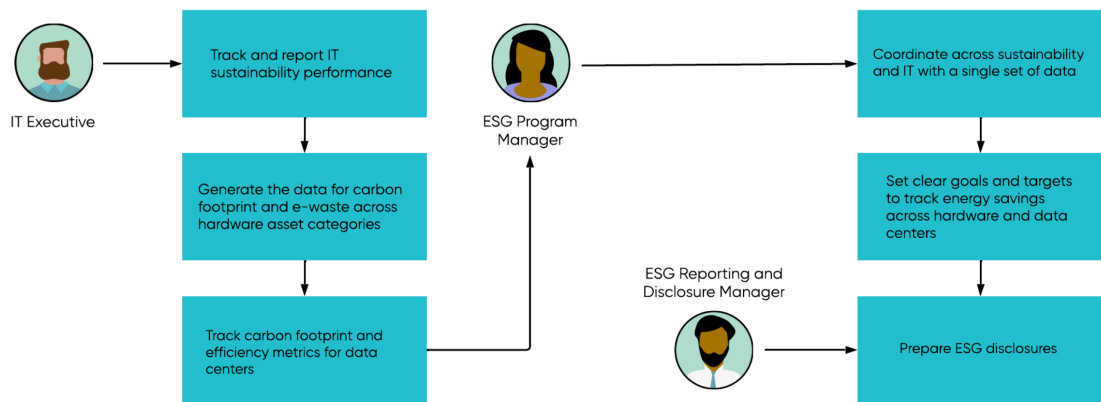 IT Executive
Track and report IT
sustainability performance
Generate the data for carbon
footprint and e-waste across
hardware asset categories
Track carbon footprint and
efficiency metrics for data
centers
ESG Program
Manager
Coordinate across sustainability
and IT with a single set of data
Set clear goals and targets
to track energy savings
across hardware and data
centers
ESG Reporting and
Disclosure Manager
Prepare ESG disclosures